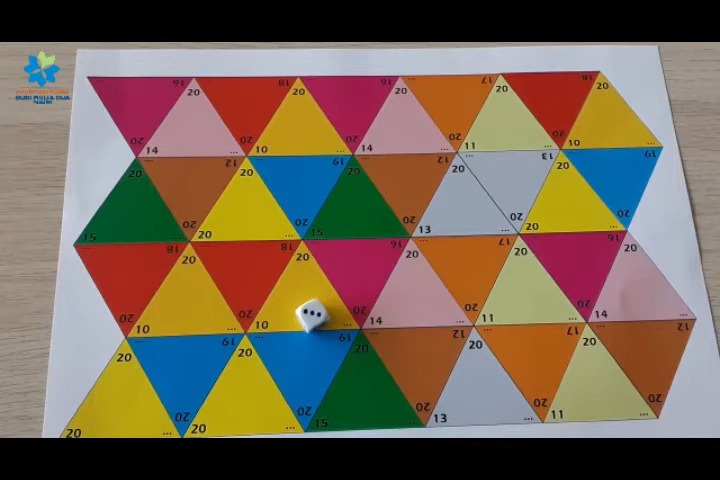 BUDI MULIA DUA
... 16 20 ... 18 20 ... 16 20 ... 17 20 ... 18 20
20 14 ... 20 10 ... 20 14 ... 20 11 ... 20 10 ...
20 ... 12 20 ... 19 20 ... 12 20 ... 13 20 ... 19
15 ... 20 20 ... 20 15 ... 20 13 ... 20 20 ... 20
... 18 20 ... 18 20 ... 16 20 ... 17 20 ... 16 20
20 10 ... 20 10 ... 20 14 ... 20 11 ... 20 14 ...
20 ... 19 20 ... 19 20 ... 12 20 ... 17 20 ... 12
20 ... 20 20 ... 20 15 ... 20 13 ... 20 11 ... 20